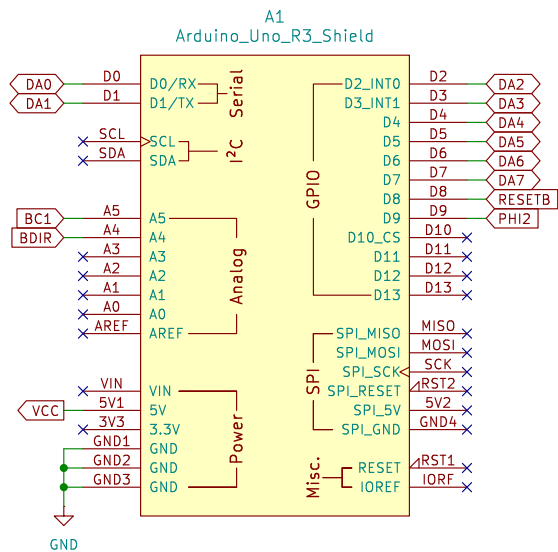 A1
Arduino_Uno_R3_Shield
DA0 D0 D0/RX D2_INT0 D2 DA2
DA1 D1 D1/TX Serial D3_INT1 D3 DA3
D4 D4 DA4
SCL SCL D5 D5 DA5
SDA SDA I²C D6 D6 DA6
D7 D7 DA7
GPIO D8 D8 RESETB
BC1 A5 A5 D9 D9 PHI2
BDIR A4 A4 D10_CS D10
A3 A3 D11 D11
A2 A2 Analog D12 D12
A1 A1 D13 D13
A0 A0
AREF AREF SPI_MISO MISO
SPI_MOSI MOSI
SPI_SCK SCK
VIN VIN SPI SPI_RESET RST2
VCC 5V1 5V SPI_5V 5V2
3V3 3.3V Power SPI_GND GND4
GND1 GND
GND2 GND Misc. RESET RST1
GND3 GND IOREF IORF
GND